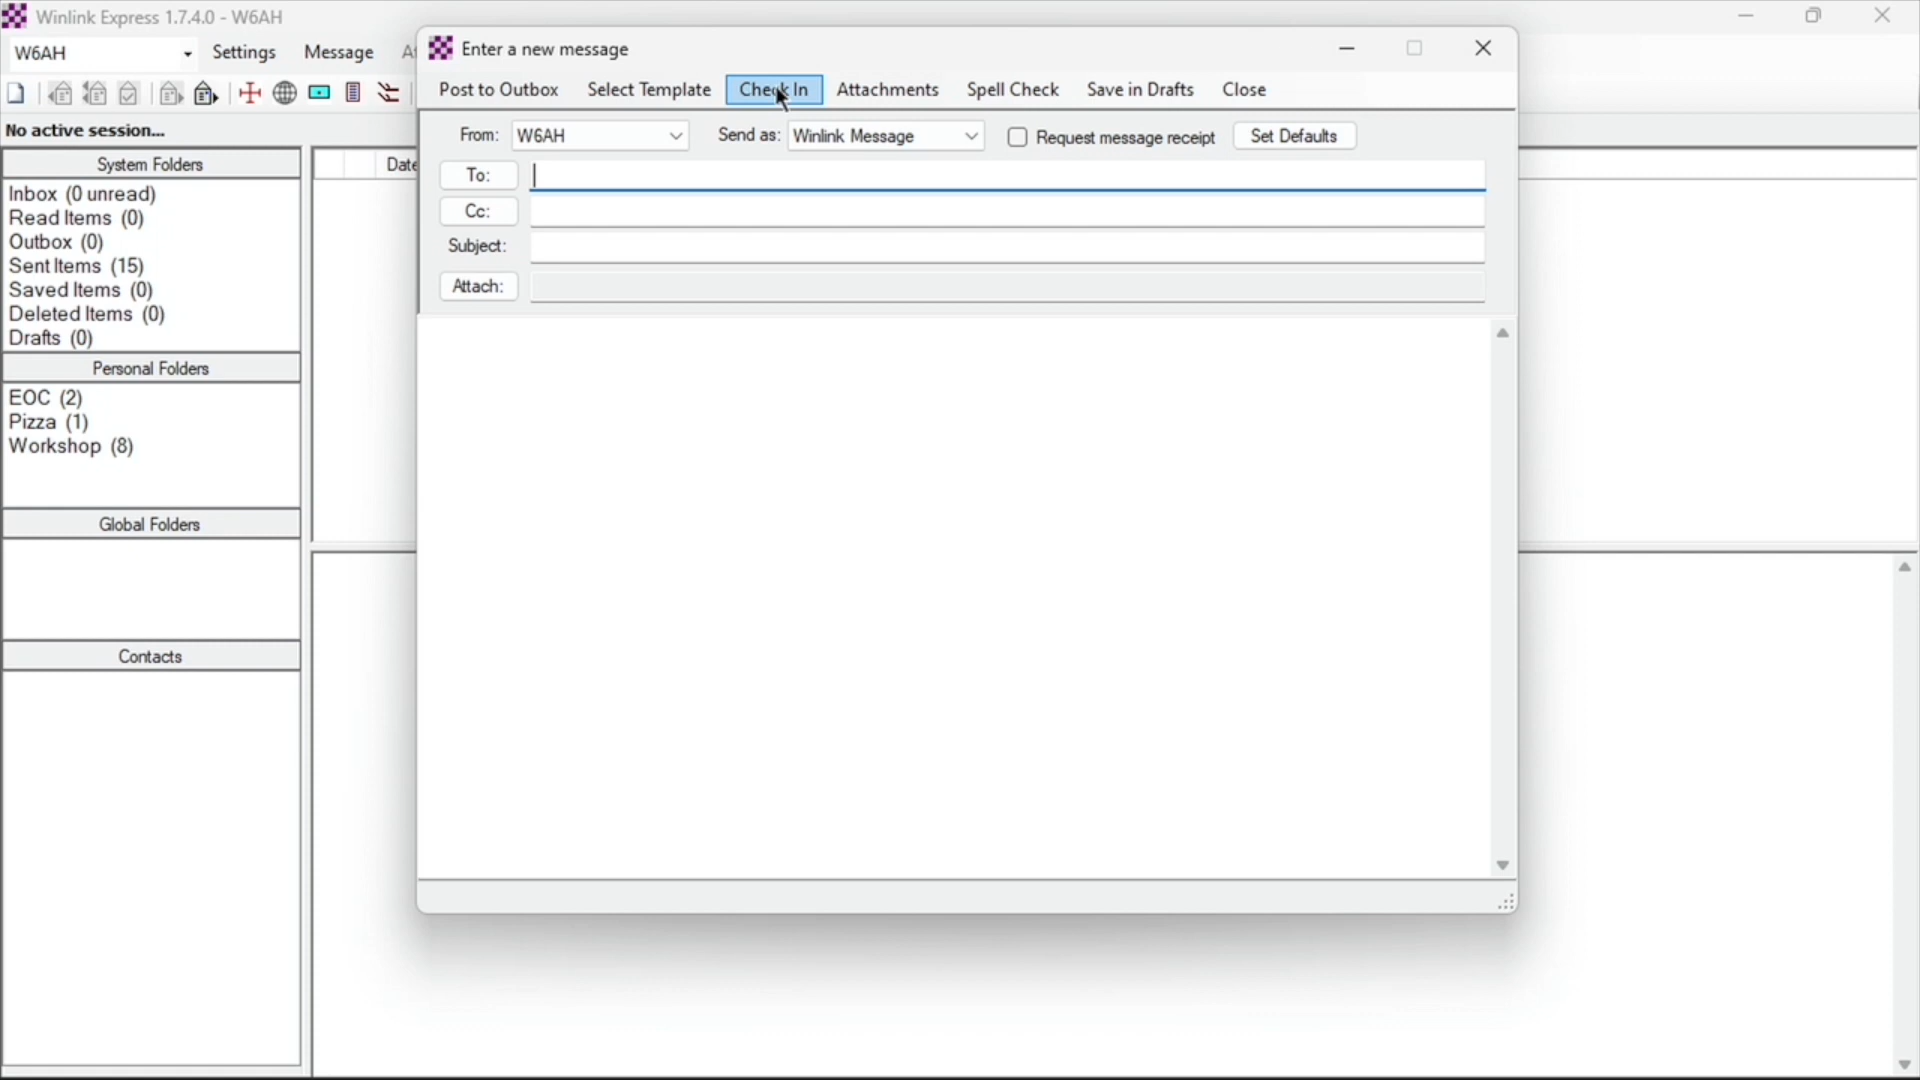 Winlink Express 1.7.4.0 - W6AH
W6AH
Settings
Message
No active session...
System Folders
Inbox (0 unread)
Read Items (0)
Outbox (0)
Sent Items (15)
Saved Items (0)
Deleted Items (0)
Drafts (0)
Personal Folders
EOC (2)
Pizza (1)
Workshop (8)
Global Folders
Contacts
Date
Enter a new message
Post to Outbox Select Template Check In Attachments Spell Check Save in Drafts Close
From: W6AH Send as: Winlink Message Request message receipt Set Defaults
To:
Cc:
Subject:
Attach: